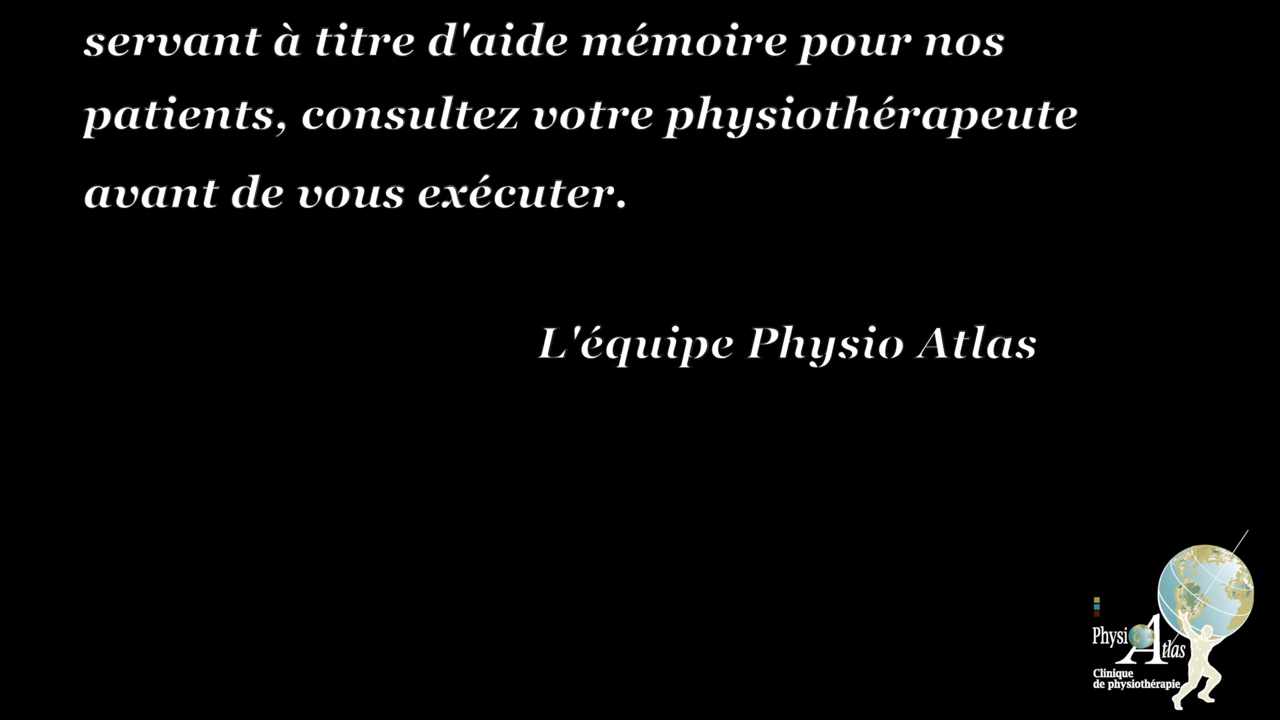 servant à titre d'aide mémoire pour nos
patients, consultez votre physiothérapeute
avant de vous exécuter.
L'équipe Physio Atlas
Physio Atlas
Clinique
de physiothérapie